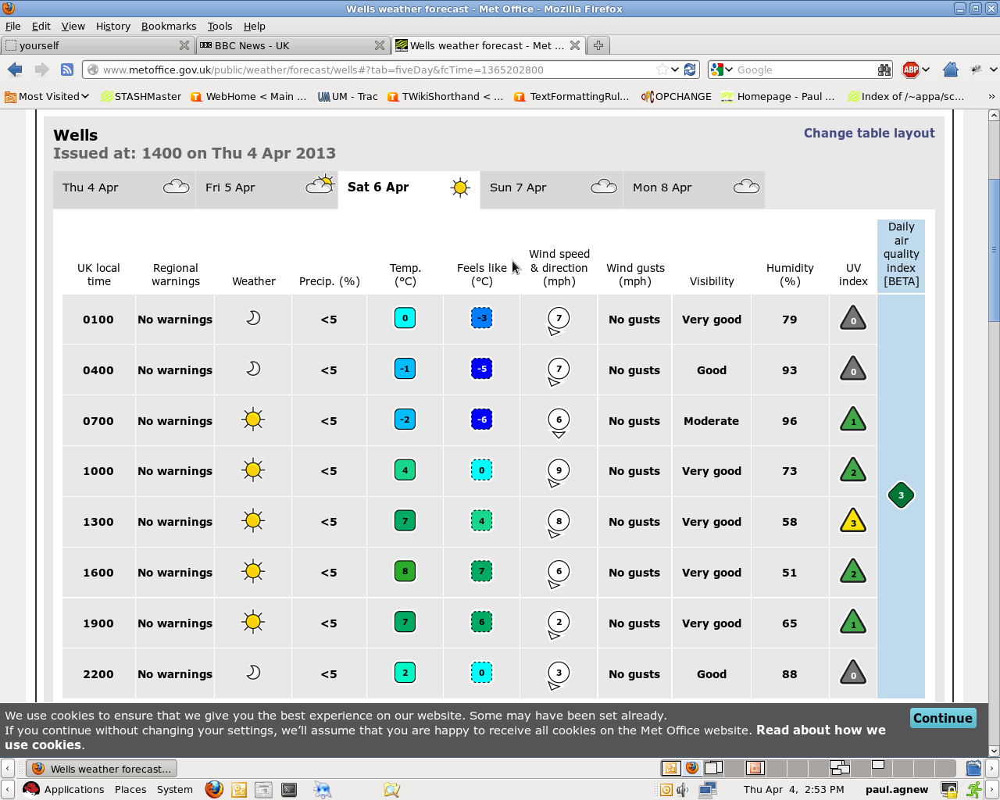 Wells weather forecast - Met Office - Mozilla Firefox
File Edit View History Bookmarks Tools Help
yourself BBC BBC News - UK Wells weather forecast - Met ...
www.metoffice.gov.uk/public/weather/forecast/wells#?tab=fiveDay&fcTime=1365202800 Google ABP
Most Visited STASHMaster WebHome < Main ... UM - Trac TWikiShorthand < ... TextFormattingRul... OPCHANGE Homepage - Paul ... Index of /~appa/sc... »
Wells
Change table layout
Issued at: 1400 on Thu 4 Apr 2013
Thu 4 Apr Fri 5 Apr Sat 6 Apr Sun 7 Apr Mon 8 Apr
UK local time Regional warnings Weather Precip. (%) Temp. (°C) Feels like (°C) Wind speed & direction (mph) Wind gusts (mph) Visibility Humidity (%) UV index Daily air quality index [BETA]
0100 No warnings <5 0 -3 7 No gusts Very good 79 0
0400 No warnings <5 -1 -5 7 No gusts Good 93 0
0700 No warnings <5 -2 -6 6 No gusts Moderate 96 1
1000 No warnings <5 4 0 9 No gusts Very good 73 2
3
1300 No warnings <5 7 4 8 No gusts Very good 58 3
1600 No warnings <5 8 7 6 No gusts Very good 51 2
1900 No warnings <5 7 6 2 No gusts Very good 65 1
2200 No warnings <5 2 0 3 No gusts Good 88 0
We use cookies to ensure that we give you the best experience on our website. Some may have been set already.
Continue
If you continue without changing your settings, we'll assume that you are happy to receive all cookies on the Met Office website. Read about how we
use cookies.
Wells weather forecast...
Applications Places System Thu Apr 4, 2:53 PM paul.agnew